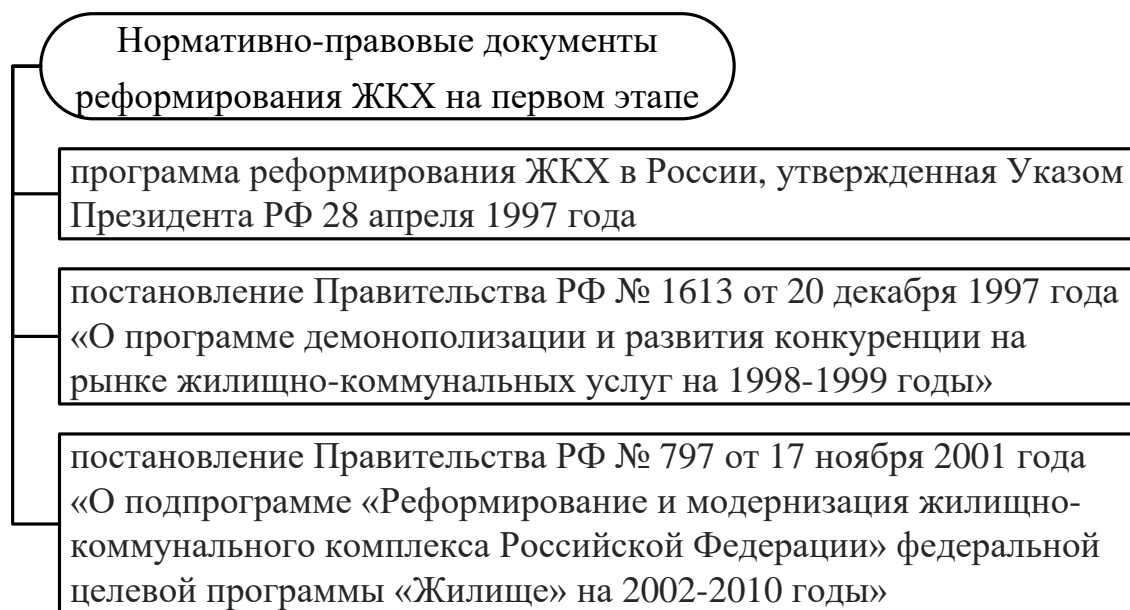 Нормативно-правовые документы
реформирования ЖКХ на первом этапе
программа реформирования ЖКХ в России, утвержденная Указом
Президента РФ 28 апреля 1997 года
постановление Правительства РФ № 1613 от 20 декабря 1997 года
«О программе демонополизации и развития конкуренции на
рынке жилищно-коммунальных услуг на 1998-1999 годы»
постановление Правительства РФ № 797 от 17 ноября 2001 года
«О подпрограмме «Реформирование и модернизация жилищно-
коммунального комплекса Российской Федерации» федеральной
целевой программы «Жилище» на 2002-2010 годы»